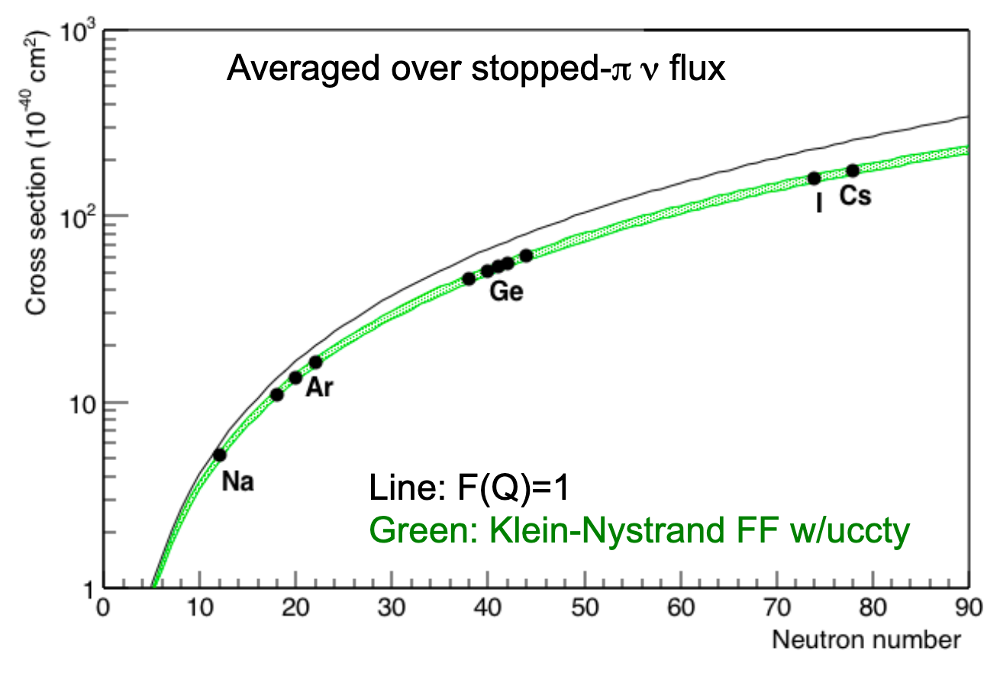 10³
Averaged over stopped-π ν flux
Cross section (10⁻⁴⁰ cm²)
10²
I
Cs
Ge
Ar
10
Na
Line: F(Q)=1
Green: Klein-Nystrand FF w/uccty
1
0 10 20 30 40 50 60 70 80 90
Neutron number